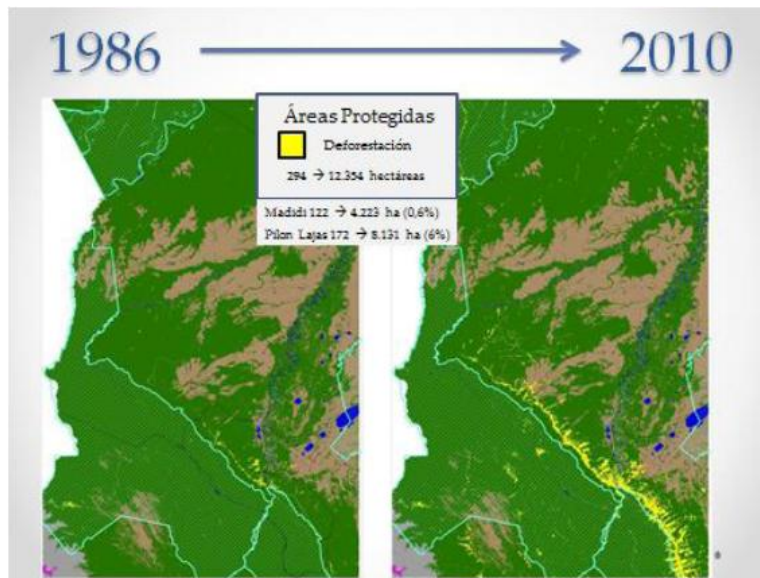 1986 → 2010
Áreas Protegidas
Deforestación
294 → 12.354 hectáreas
Madidi 122 → 4.223 ha (0,6%)
Pilon Lajas 172 → 8.131 ha (6%)